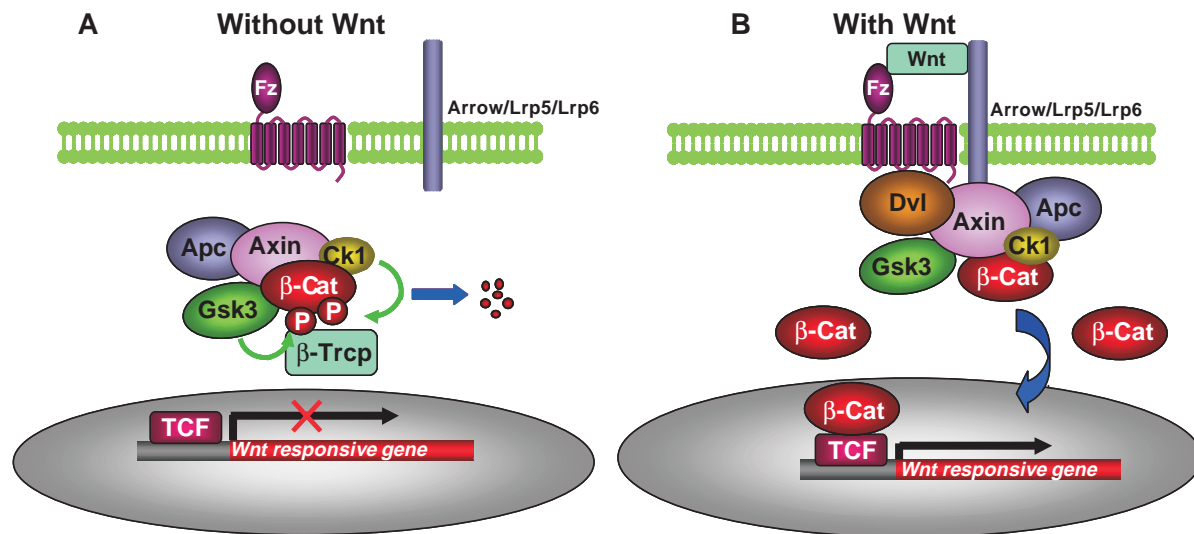 A
Without Wnt
Fz
Arrow/Lrp5/Lrp6
Apc
Axin
Ck1
β-Cat
Gsk3
P
P
β-Trcp
TCF
Wnt responsive gene
B
With Wnt
Wnt
Fz
Arrow/Lrp5/Lrp6
Dvl
Axin
Apc
Ck1
Gsk3
β-Cat
β-Cat
β-Cat
β-Cat
TCF
Wnt responsive gene